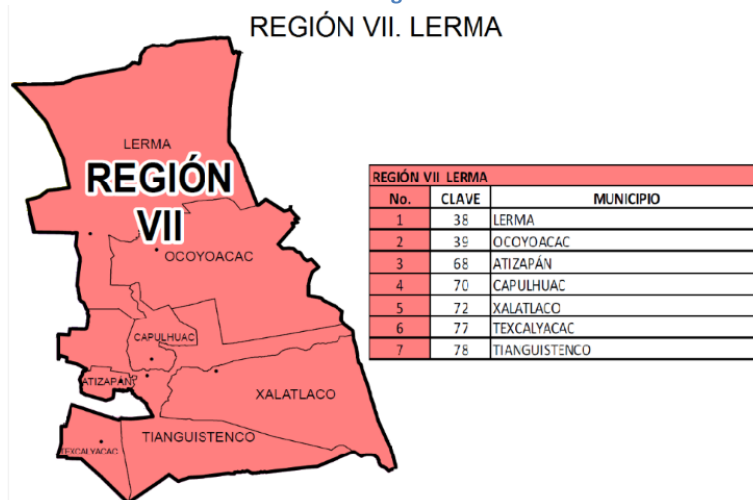 REGIÓN VII. LERMA
LERMA
REGIÓN
VII
OCOYOACAC
CAPULHUAC
ATIZAPÁN
XALATLACO
TIANGUISTENCO
TEXCALYACAC
REGIÓN VII LERMA
No. CLAVE MUNICIPIO
1 38 LERMA
2 39 OCOYOACAC
3 68 ATIZAPÁN
4 70 CAPULHUAC
5 72 XALATLACO
6 77 TEXCALYACAC
7 78 TIANGUISTENCO